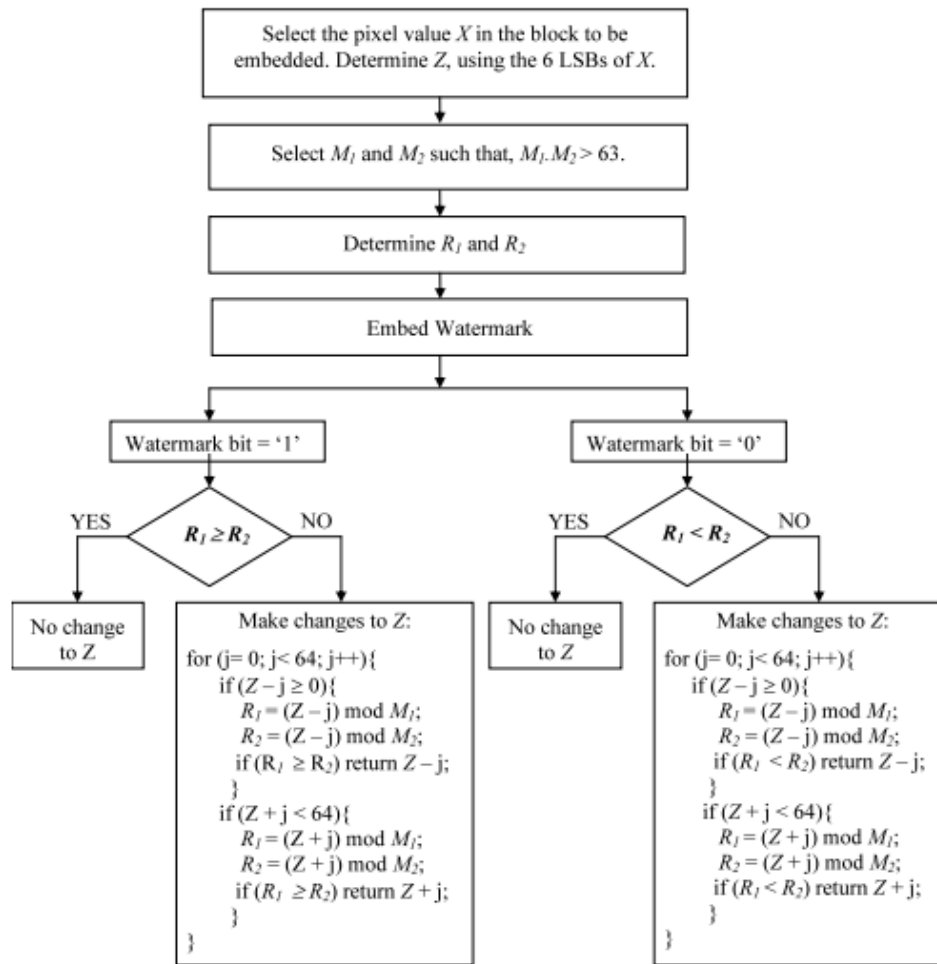 Select the pixel value X in the block to be
embedded. Determine Z, using the 6 LSBs of X.
Select M₁ and M₂ such that, M₁.M₂ > 63.
Determine R₁ and R₂
Embed Watermark
Watermark bit = ‘1’
Watermark bit = ‘0’
YES
R₁ ≥ R₂
NO
YES
R₁ < R₂
NO
No change
to Z
Make changes to Z:
for (j= 0; j< 64; j++){
if (Z – j ≥ 0){
R₁ = (Z – j) mod M₁;
R₂ = (Z – j) mod M₂;
if (R₁ ≥ R₂) return Z – j;
}
if (Z + j < 64){
R₁ = (Z + j) mod M₁;
R₂ = (Z + j) mod M₂;
if (R₁ ≥ R₂) return Z + j;
}
}
No change
to Z
Make changes to Z:
for (j= 0; j< 64; j++){
if (Z – j ≥ 0){
R₁ = (Z – j) mod M₁;
R₂ = (Z – j) mod M₂;
if (R₁ < R₂) return Z – j;
}
if (Z + j < 64){
R₁ = (Z + j) mod M₁;
R₂ = (Z + j) mod M₂;
if (R₁ < R₂) return Z + j;
}
}